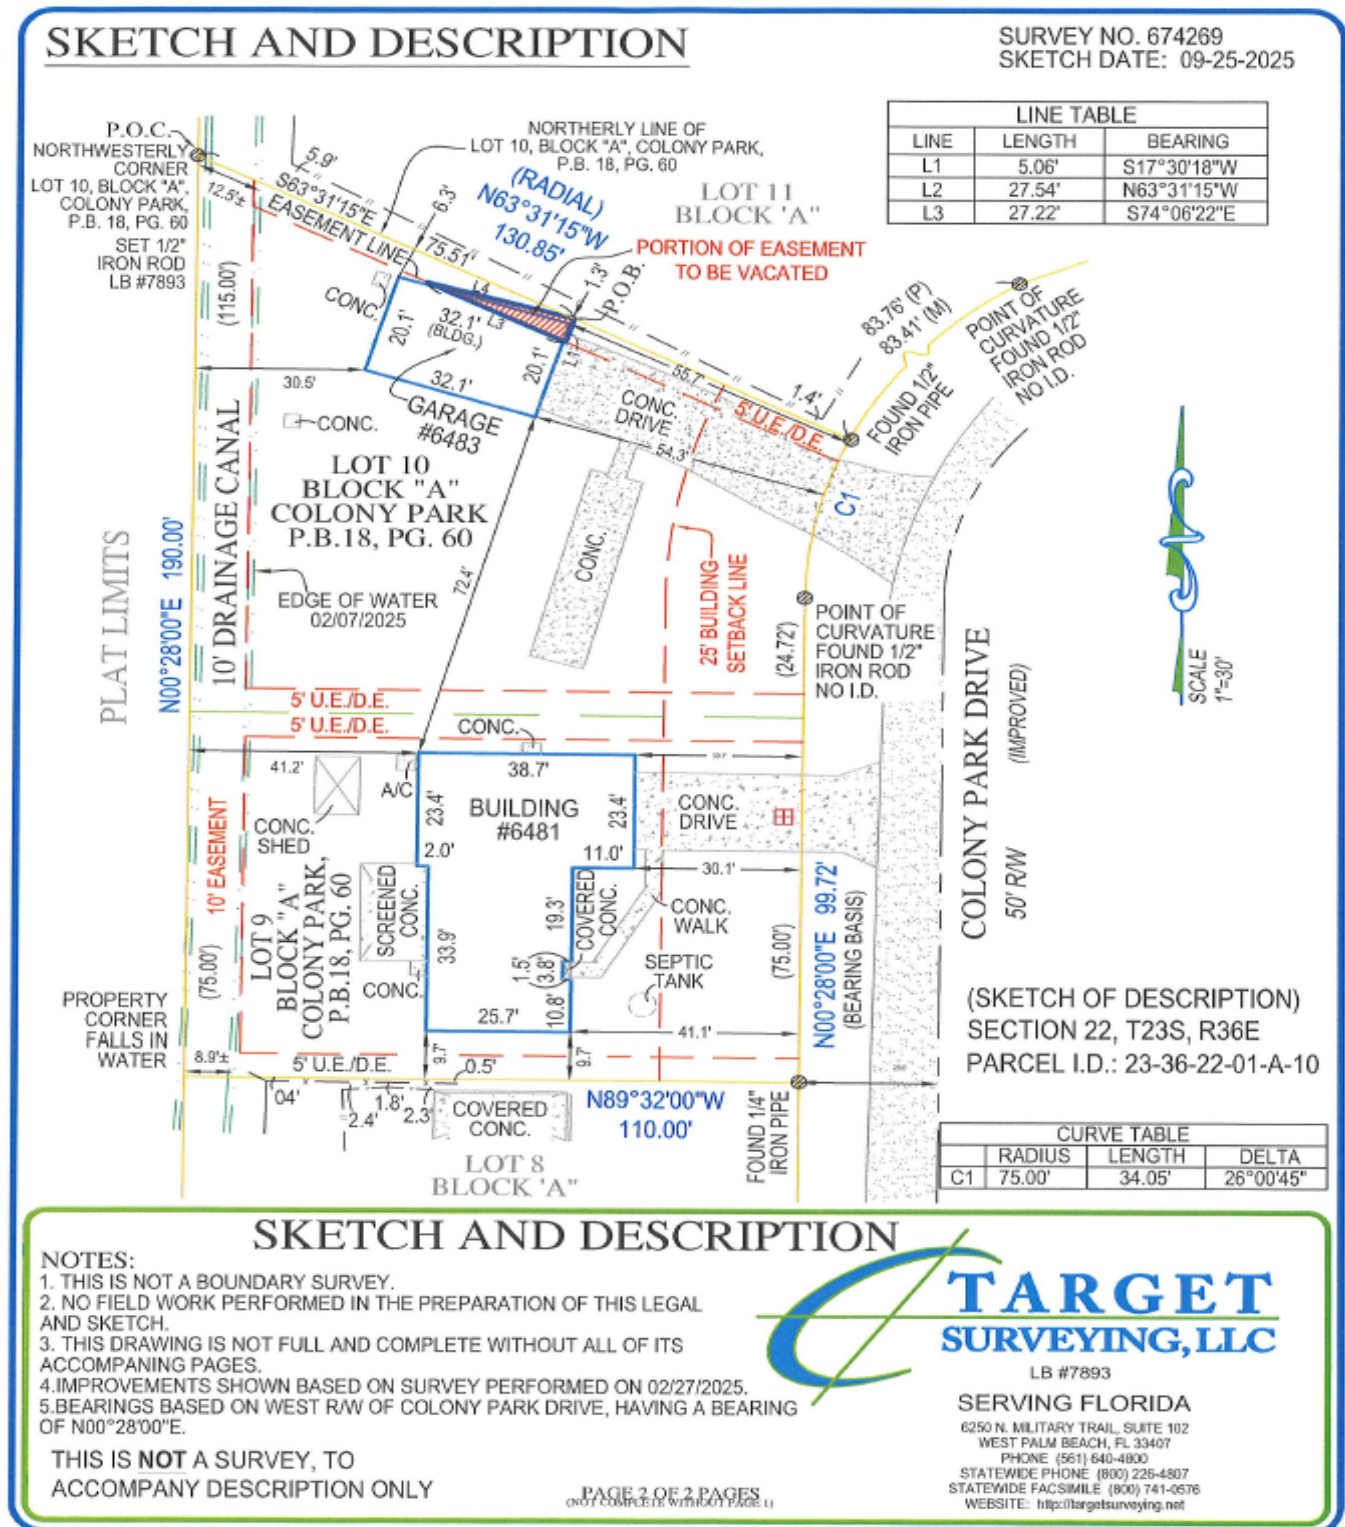 SKETCH AND DESCRIPTION
SURVEY NO. 674269
SKETCH DATE: 09-25-2025
LINE TABLE
LINE LENGTH BEARING
L1 5.06' S17°30'18"W
L2 27.54' N63°31'15"W
L3 27.22' S74°06'22"E
P.O.C.
NORTHWESTERLY
CORNER
LOT 10, BLOCK "A",
COLONY PARK,
P.B. 18, PG. 60
SET 1/2"
IRON ROD
LB #7893
NORTHERLY LINE OF
LOT 10, BLOCK "A", COLONY PARK,
P.B. 18, PG. 60
5.9'
12.5'±
S63°31'15"E
EASEMENT LINE
75.51'
6.3'
(RADIAL)
N63°31'15"W
130.85'
LOT 11
BLOCK 'A"
PORTION OF EASEMENT
TO BE VACATED
1.3'
P.O.B.
83.76' (P)
83.41' (M)
POINT OF
CURVATURE
FOUND 1/2"
IRON ROD
NO I.D.
FOUND 1/2"
IRON PIPE
(115.00')
CONC.
L4
L3
L1
32.1'
(BLDG.)
20.1'
20.1'
32.1'
30.5'
GARAGE
#6483
CONC.
CONC.
DRIVE
55.7'
1.4'
5' U.E./D.E.
54.3'
C1
LOT 10
BLOCK "A"
COLONY PARK
P.B.18, PG. 60
10' DRAINAGE CANAL
PLAT LIMITS
N00°28'00"E 190.00'
EDGE OF WATER
02/07/2025
72.4'
CONC.
25' BUILDING
SETBACK LINE
(24.72')
POINT OF
CURVATURE
FOUND 1/2"
IRON ROD
NO I.D.
SCALE
1"=30'
COLONY PARK DRIVE
(IMPROVED)
50' R/W
5' U.E./D.E.
5' U.E./D.E.
CONC.
41.2'
A/C
38.7'
BUILDING
#6481
23.4'
23.4'
2.0'
11.0'
CONC.
SHED
CONC.
DRIVE
30.1'
10' EASEMENT
LOT 9
BLOCK "A"
COLONY PARK,
P.B.18, PG. 60
SCREENED
CONC.
COVERED
CONC.
CONC.
WALK
19.3'
33.9'
1.5'
(3.8')
10.8'
CONC.
SEPTIC
TANK
(75.00')
(75.00')
N00°28'00"E 99.72'
(BEARING BASIS)
25.7'
41.1'
PROPERTY
CORNER
FALLS IN
WATER
8.9'±
5' U.E./D.E.
9.7'
9.7'
0.5'
04'
2.4'
1.8'
2.3'
COVERED
CONC.
N89°32'00"W
110.00'
FOUND 1/4"
IRON PIPE
LOT 8
BLOCK 'A"
(SKETCH OF DESCRIPTION)
SECTION 22, T23S, R36E
PARCEL I.D.: 23-36-22-01-A-10
CURVE TABLE
RADIUS LENGTH DELTA
C1 75.00' 34.05' 26°00'45"
SKETCH AND DESCRIPTION
NOTES:
1. THIS IS NOT A BOUNDARY SURVEY.
2. NO FIELD WORK PERFORMED IN THE PREPARATION OF THIS LEGAL
AND SKETCH.
3. THIS DRAWING IS NOT FULL AND COMPLETE WITHOUT ALL OF ITS
ACCOMPANING PAGES.
4.IMPROVEMENTS SHOWN BASED ON SURVEY PERFORMED ON 02/27/2025.
5.BEARINGS BASED ON WEST R/W OF COLONY PARK DRIVE, HAVING A BEARING
OF N00°28'00"E.
THIS IS NOT A SURVEY, TO
ACCOMPANY DESCRIPTION ONLY
PAGE 2 OF 2 PAGES
(NOT COMPLETE WITHOUT PAGE 1)
TARGET
SURVEYING, LLC
LB #7893
SERVING FLORIDA
6250 N. MILITARY TRAIL, SUITE 102
WEST PALM BEACH, FL 33407
PHONE (561) 640-4800
STATEWIDE PHONE (800) 226-4807
STATEWIDE FACSIMILE (800) 741-0576
WEBSITE: http://targetsurveying.net